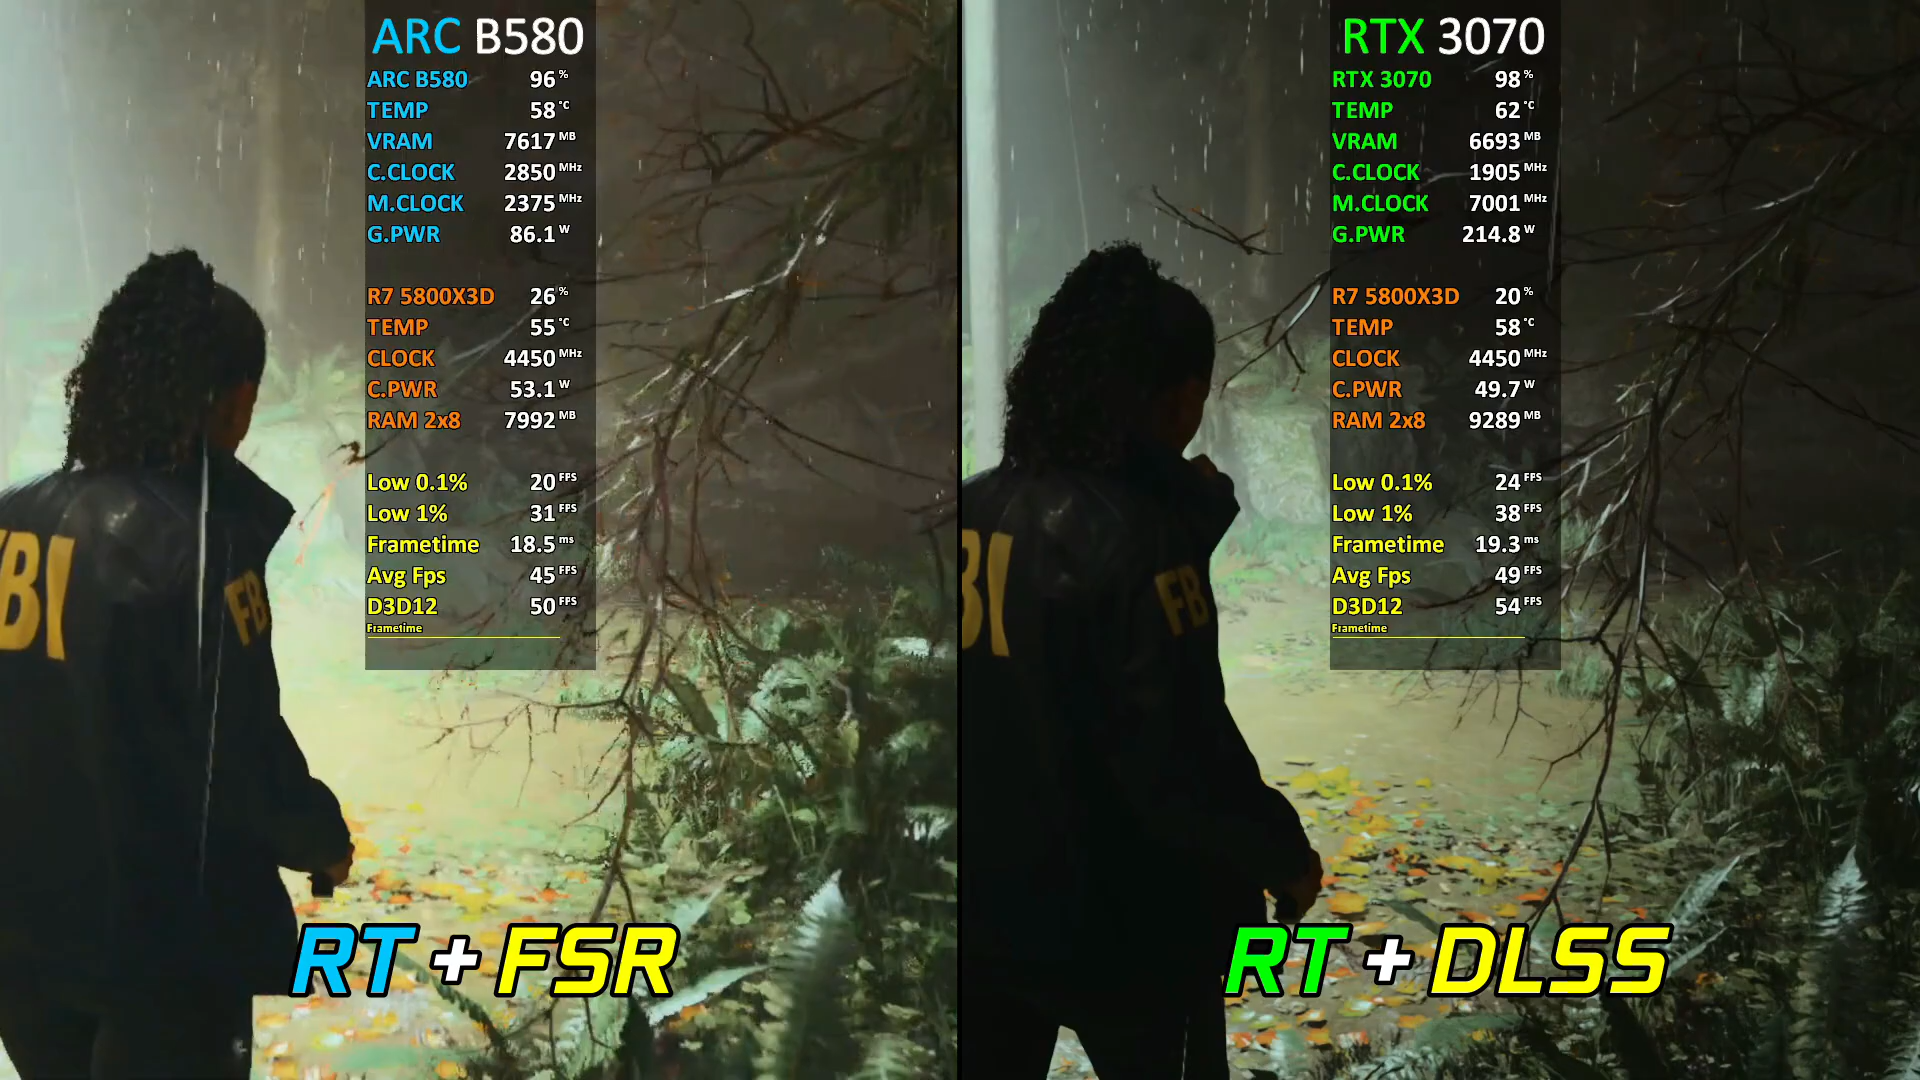 ARC B580
ARC B580 96 %
TEMP 58 °C
VRAM 7617 MB
C.CLOCK 2850 MHz
M.CLOCK 2375 MHz
G.PWR 86.1 W
R7 5800X3D 26 %
TEMP 55 °C
CLOCK 4450 MHz
C.PWR 53.1 W
RAM 2x8 7992 MB
Low 0.1% 20 FPS
Low 1% 31 FPS
Frametime 18.5 ms
Avg Fps 45 FPS
D3D12 50 FPS
Frametime
BI
FB
RT + FSR
RTX 3070
RTX 3070 98 %
TEMP 62 °C
VRAM 6693 MB
C.CLOCK 1905 MHz
M.CLOCK 7001 MHz
G.PWR 214.8 W
R7 5800X3D 20 %
TEMP 58 °C
CLOCK 4450 MHz
C.PWR 49.7 W
RAM 2x8 9289 MB
Low 0.1% 24 FPS
Low 1% 38 FPS
Frametime 19.3 ms
Avg Fps 49 FPS
D3D12 54 FPS
Frametime
BI
FB
RT + DLSS